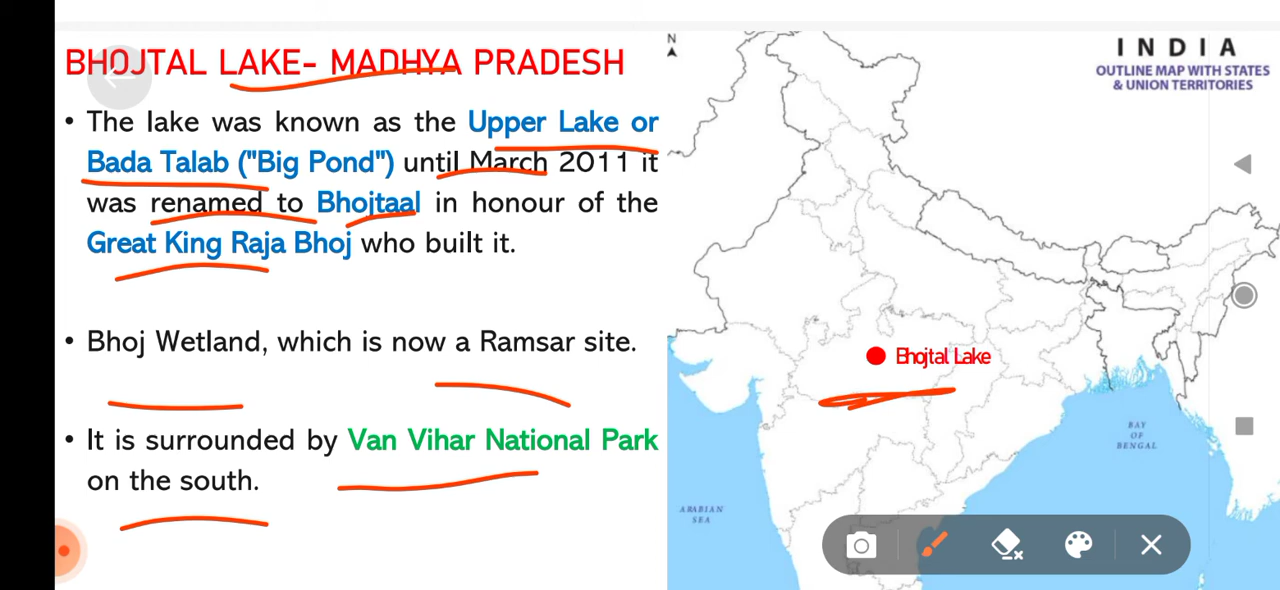 BHOJTAL LAKE- MADHYA PRADESH
• The lake was known as the Upper Lake or
Bada Talab ("Big Pond") until March 2011 it
was renamed to Bhojtaal in honour of the
Great King Raja Bhoj who built it.
• Bhoj Wetland, which is now a Ramsar site.
• It is surrounded by Van Vihar National Park
on the south.
N
INDIA
OUTLINE MAP WITH STATES
& UNION TERRITORIES
Bhojtal Lake
BAY
OF
BENGAL
ARABIAN
SEA